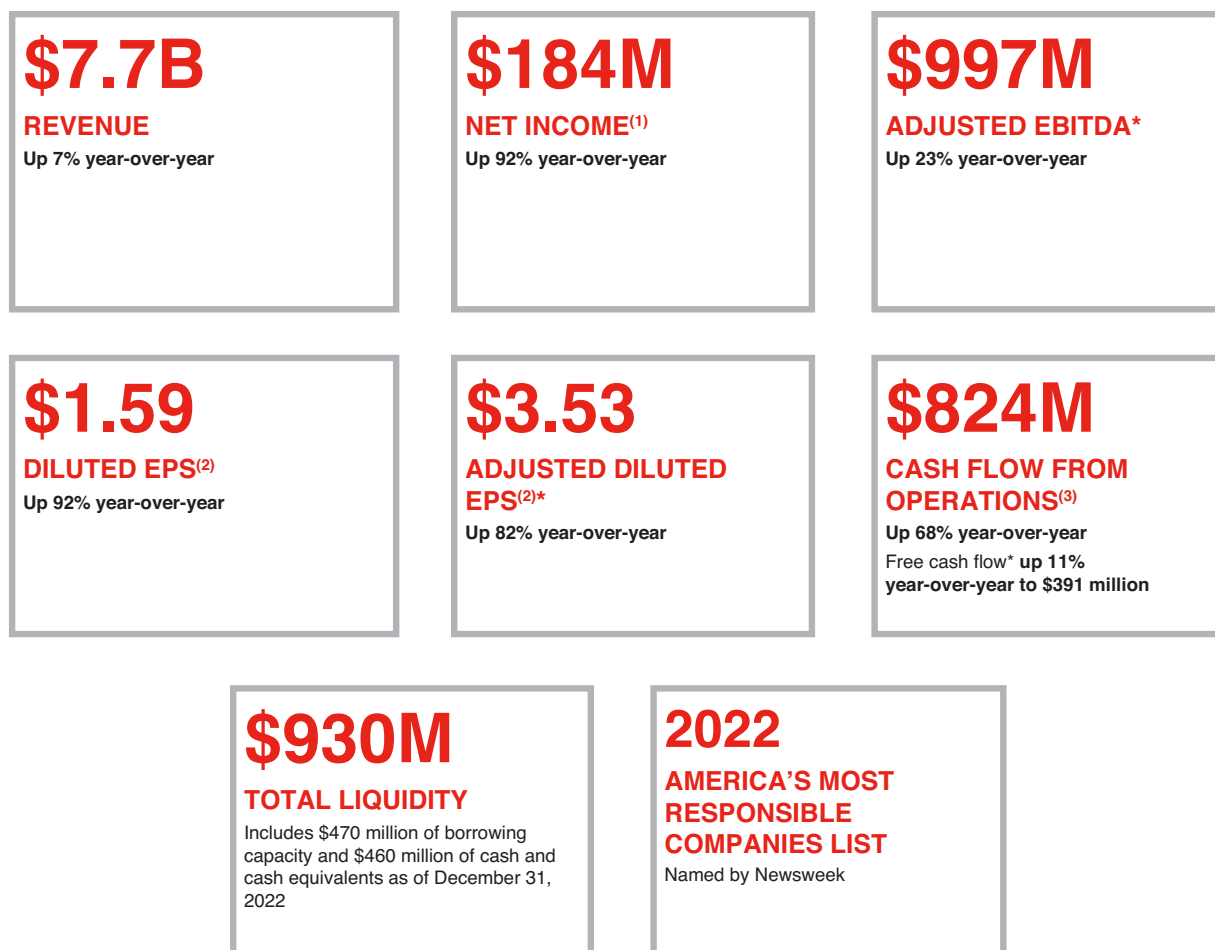 $7.7B
REVENUE
Up 7% year-over-year
$184M
NET INCOME(1)
Up 92% year-over-year
$997M
ADJUSTED EBITDA*
Up 23% year-over-year
$1.59
DILUTED EPS(2)
Up 92% year-over-year
$3.53
ADJUSTED DILUTED
EPS(2)*
Up 82% year-over-year
$824M
CASH FLOW FROM
OPERATIONS(3)
Up 68% year-over-year
Free cash flow* up 11%
year-over-year to $391 million
$930M
TOTAL LIQUIDITY
Includes $470 million of borrowing
capacity and $460 million of cash and
cash equivalents as of December 31,
2022
2022
AMERICA’S MOST
RESPONSIBLE
COMPANIES LIST
Named by Newsweek